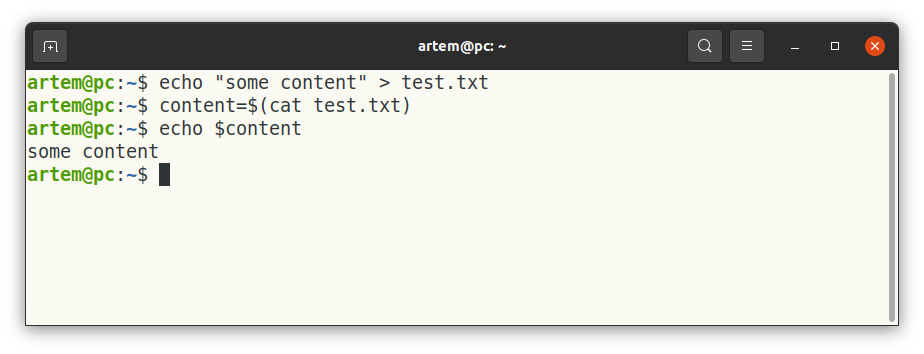 artem@pc: ~
artem@pc:~$ echo "some content" > test.txt
artem@pc:~$ content=$(cat test.txt)
artem@pc:~$ echo $content
some content
artem@pc:~$